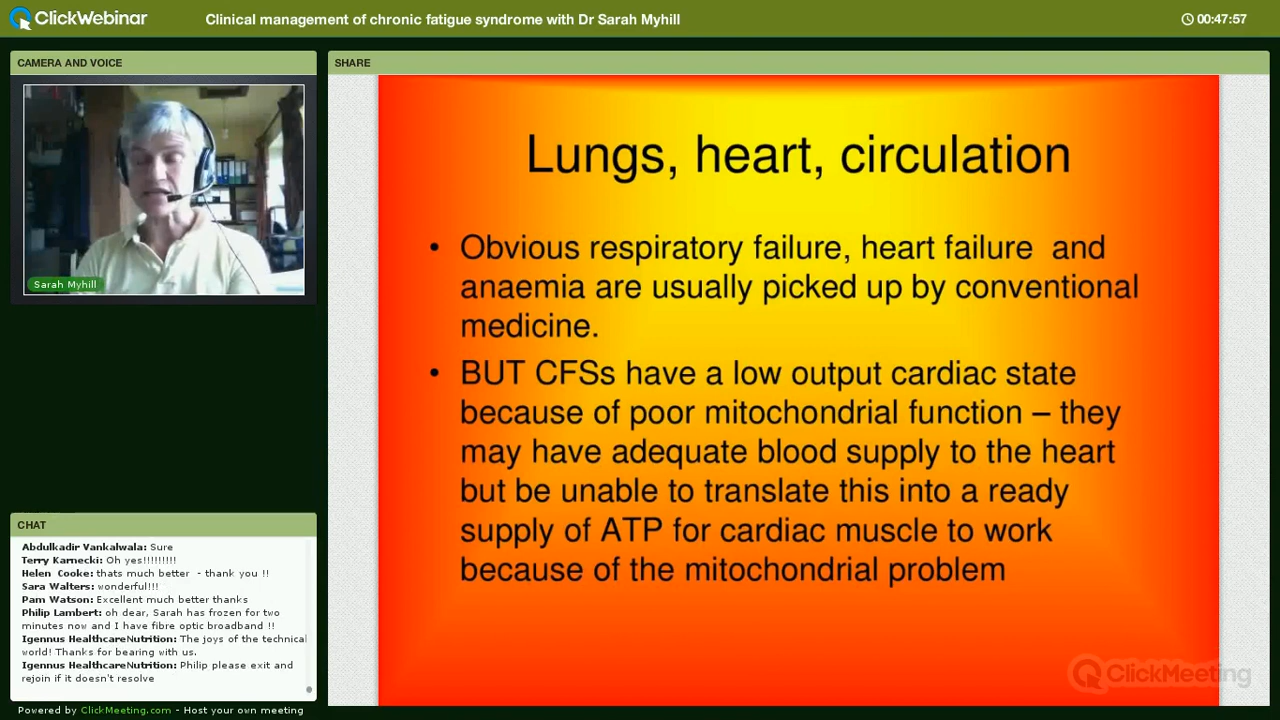 ClickWebinar
Clinical management of chronic fatigue syndrome with Dr Sarah Myhill
00:47:57
CAMERA AND VOICE
Sarah Myhill
CHAT
Abdulkadir Vankalwala: Sure
Terry Karnecki: Oh yes!!!!!!!!!
Helen Cooke: thats much better - thank you !!
Sara Walters: wonderful!!!
Pam Watson: Excellent much better thanks
Philip Lambert: oh dear, Sarah has frozen for two
minutes now and I have fibre optic broadband !!
Igennus HealthcareNutrition: The joys of the technical
world! Thanks for bearing with us.
Igennus HealthcareNutrition: Philip please exit and
rejoin if it doesn't resolve
Powered by ClickMeeting.com - Host your own meeting
SHARE
Lungs, heart, circulation
• Obvious respiratory failure, heart failure and
anaemia are usually picked up by conventional
medicine.
• BUT CFSs have a low output cardiac state
because of poor mitochondrial function – they
may have adequate blood supply to the heart
but be unable to translate this into a ready
supply of ATP for cardiac muscle to work
because of the mitochondrial problem
ClickMeeting